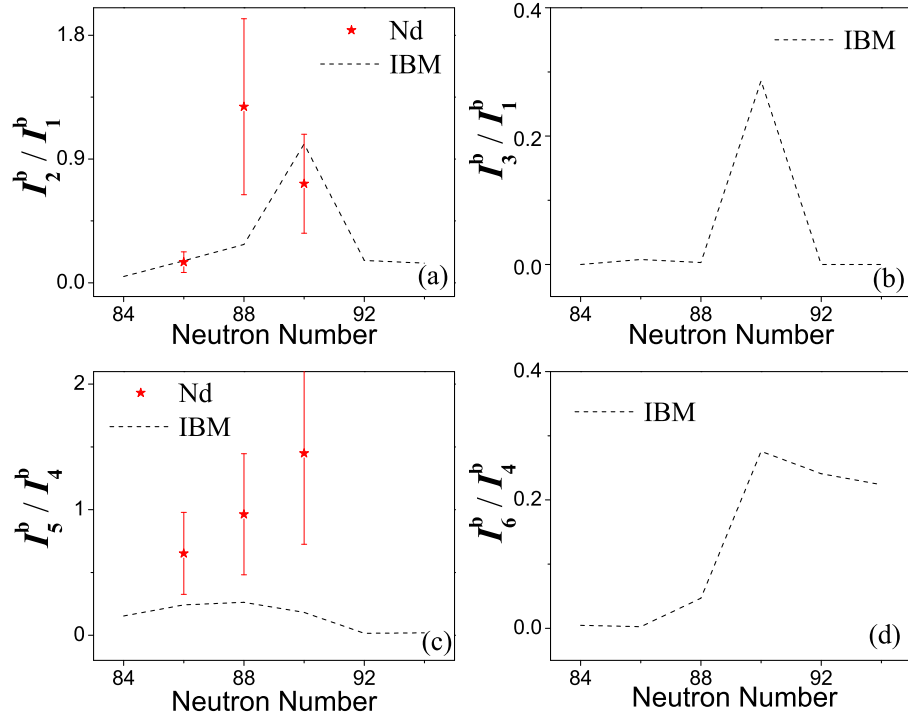 1.8
0.9
0.0
I₂ᵇ / I₁ᵇ
Nd
IBM
(a)
84 88 92
Neutron Number
0.4
0.2
0.0
I₃ᵇ / I₁ᵇ
IBM
(b)
84 88 92
Neutron Number
2
1
0
I₅ᵇ / I₄ᵇ
Nd
IBM
(c)
84 88 92
Neutron Number
0.4
0.2
0.0
I₆ᵇ / I₄ᵇ
IBM
(d)
84 88 92
Neutron Number